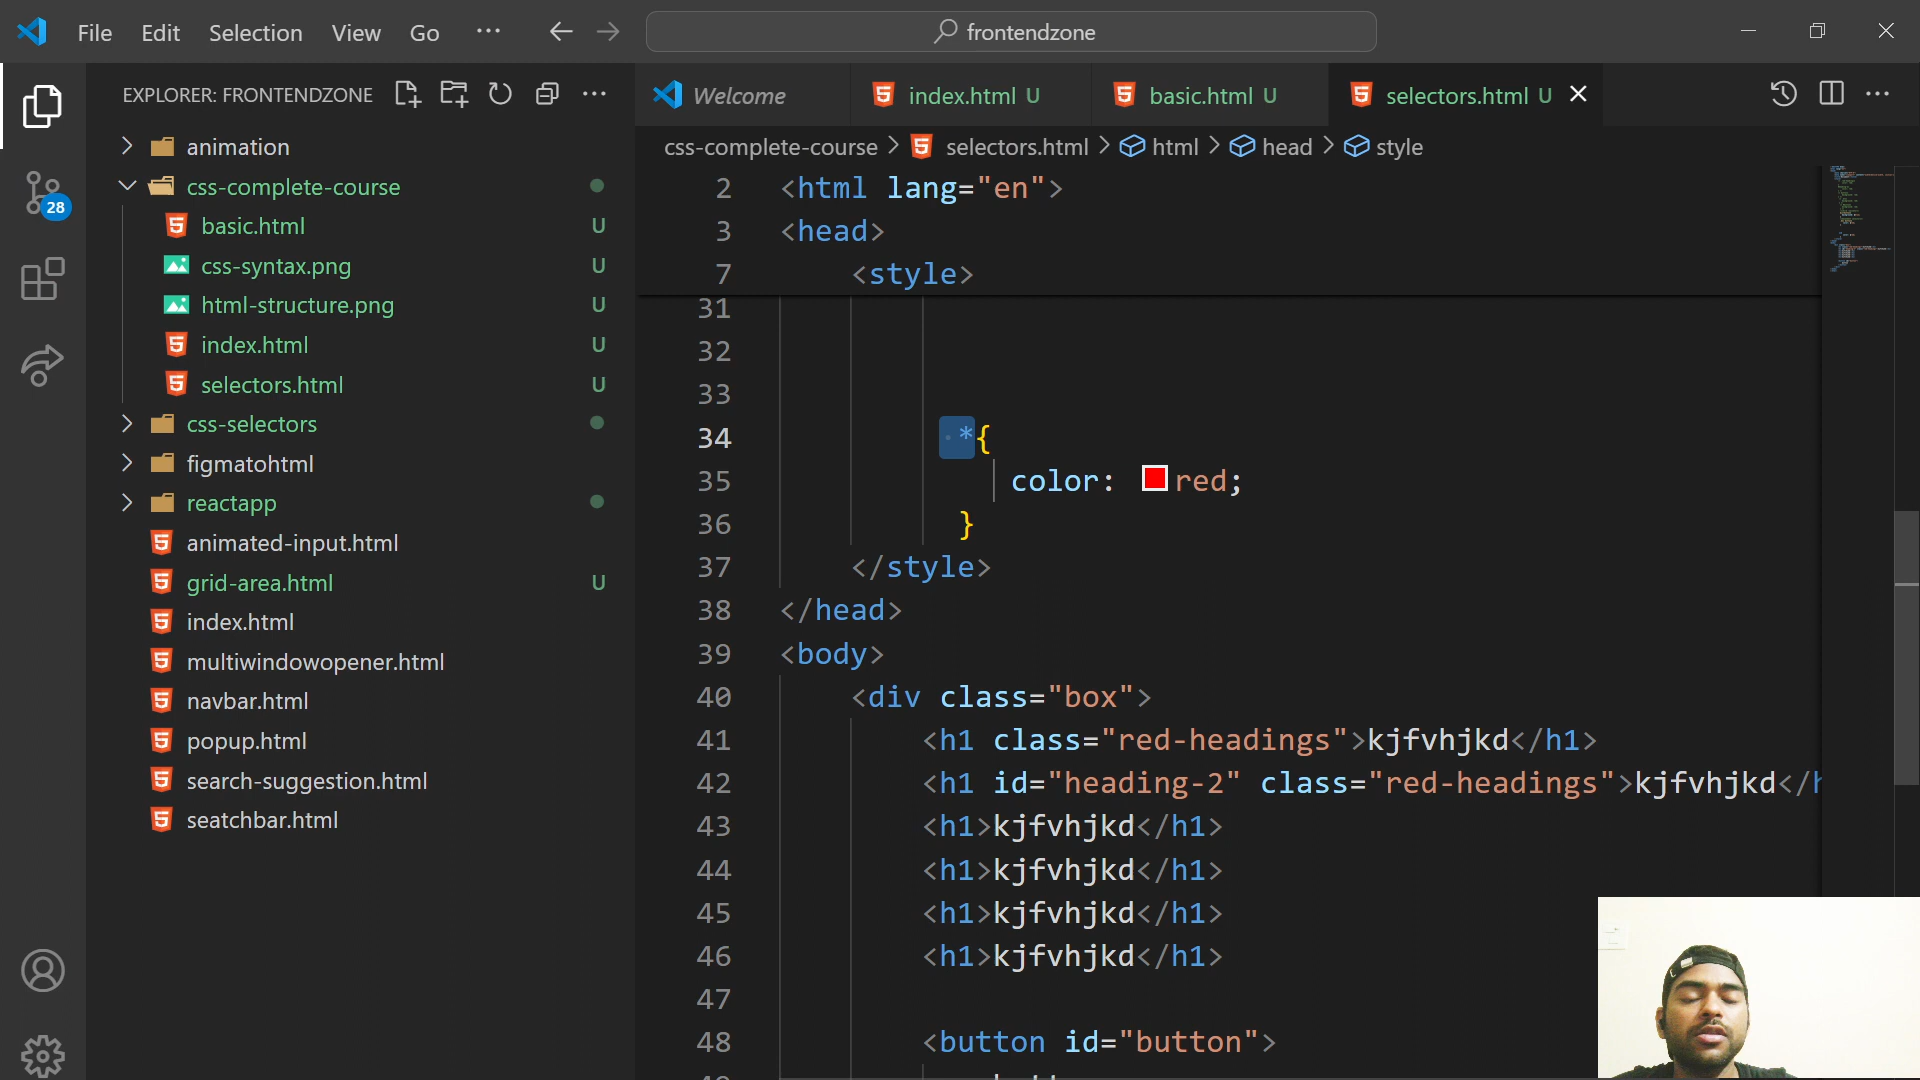 File Edit Selection View Go ··· frontendzone
EXPLORER: FRONTENDZONE
animation
css-complete-course
basic.html U
css-syntax.png U
html-structure.png U
index.html U
selectors.html U
css-selectors
figmatohtml
reactapp
animated-input.html
grid-area.html U
index.html
multiwindowopener.html
navbar.html
popup.html
search-suggestion.html
seatchbar.html
28
Welcome index.html U basic.html U selectors.html U
css-complete-course > selectors.html > html > head > style
2 <html lang="en">
3 <head>
7 <style>
31
32
33
34 *{
35 color: red;
36 }
37 </style>
38 </head>
39 <body>
40 <div class="box">
41 <h1 class="red-headings">kjfvhjkd</h1>
42 <h1 id="heading-2" class="red-headings">kjfvhjkd</h
43 <h1>kjfvhjkd</h1>
44 <h1>kjfvhjkd</h1>
45 <h1>kjfvhjkd</h1>
46 <h1>kjfvhjkd</h1>
47
48 <button id="button">